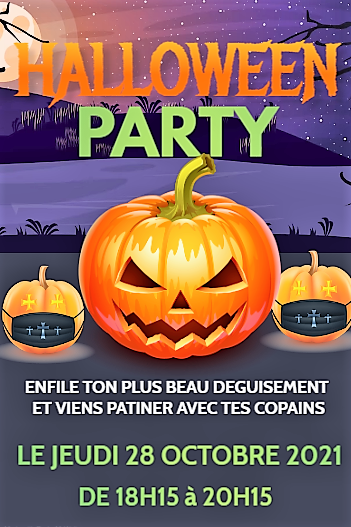 HALLOWEEN
PARTY
ENFILE TON PLUS BEAU DEGUISEMENT
ET VIENS PATINER AVEC TES COPAINS
LE JEUDI 28 OCTOBRE 2021
DE 18H15 à 20H15